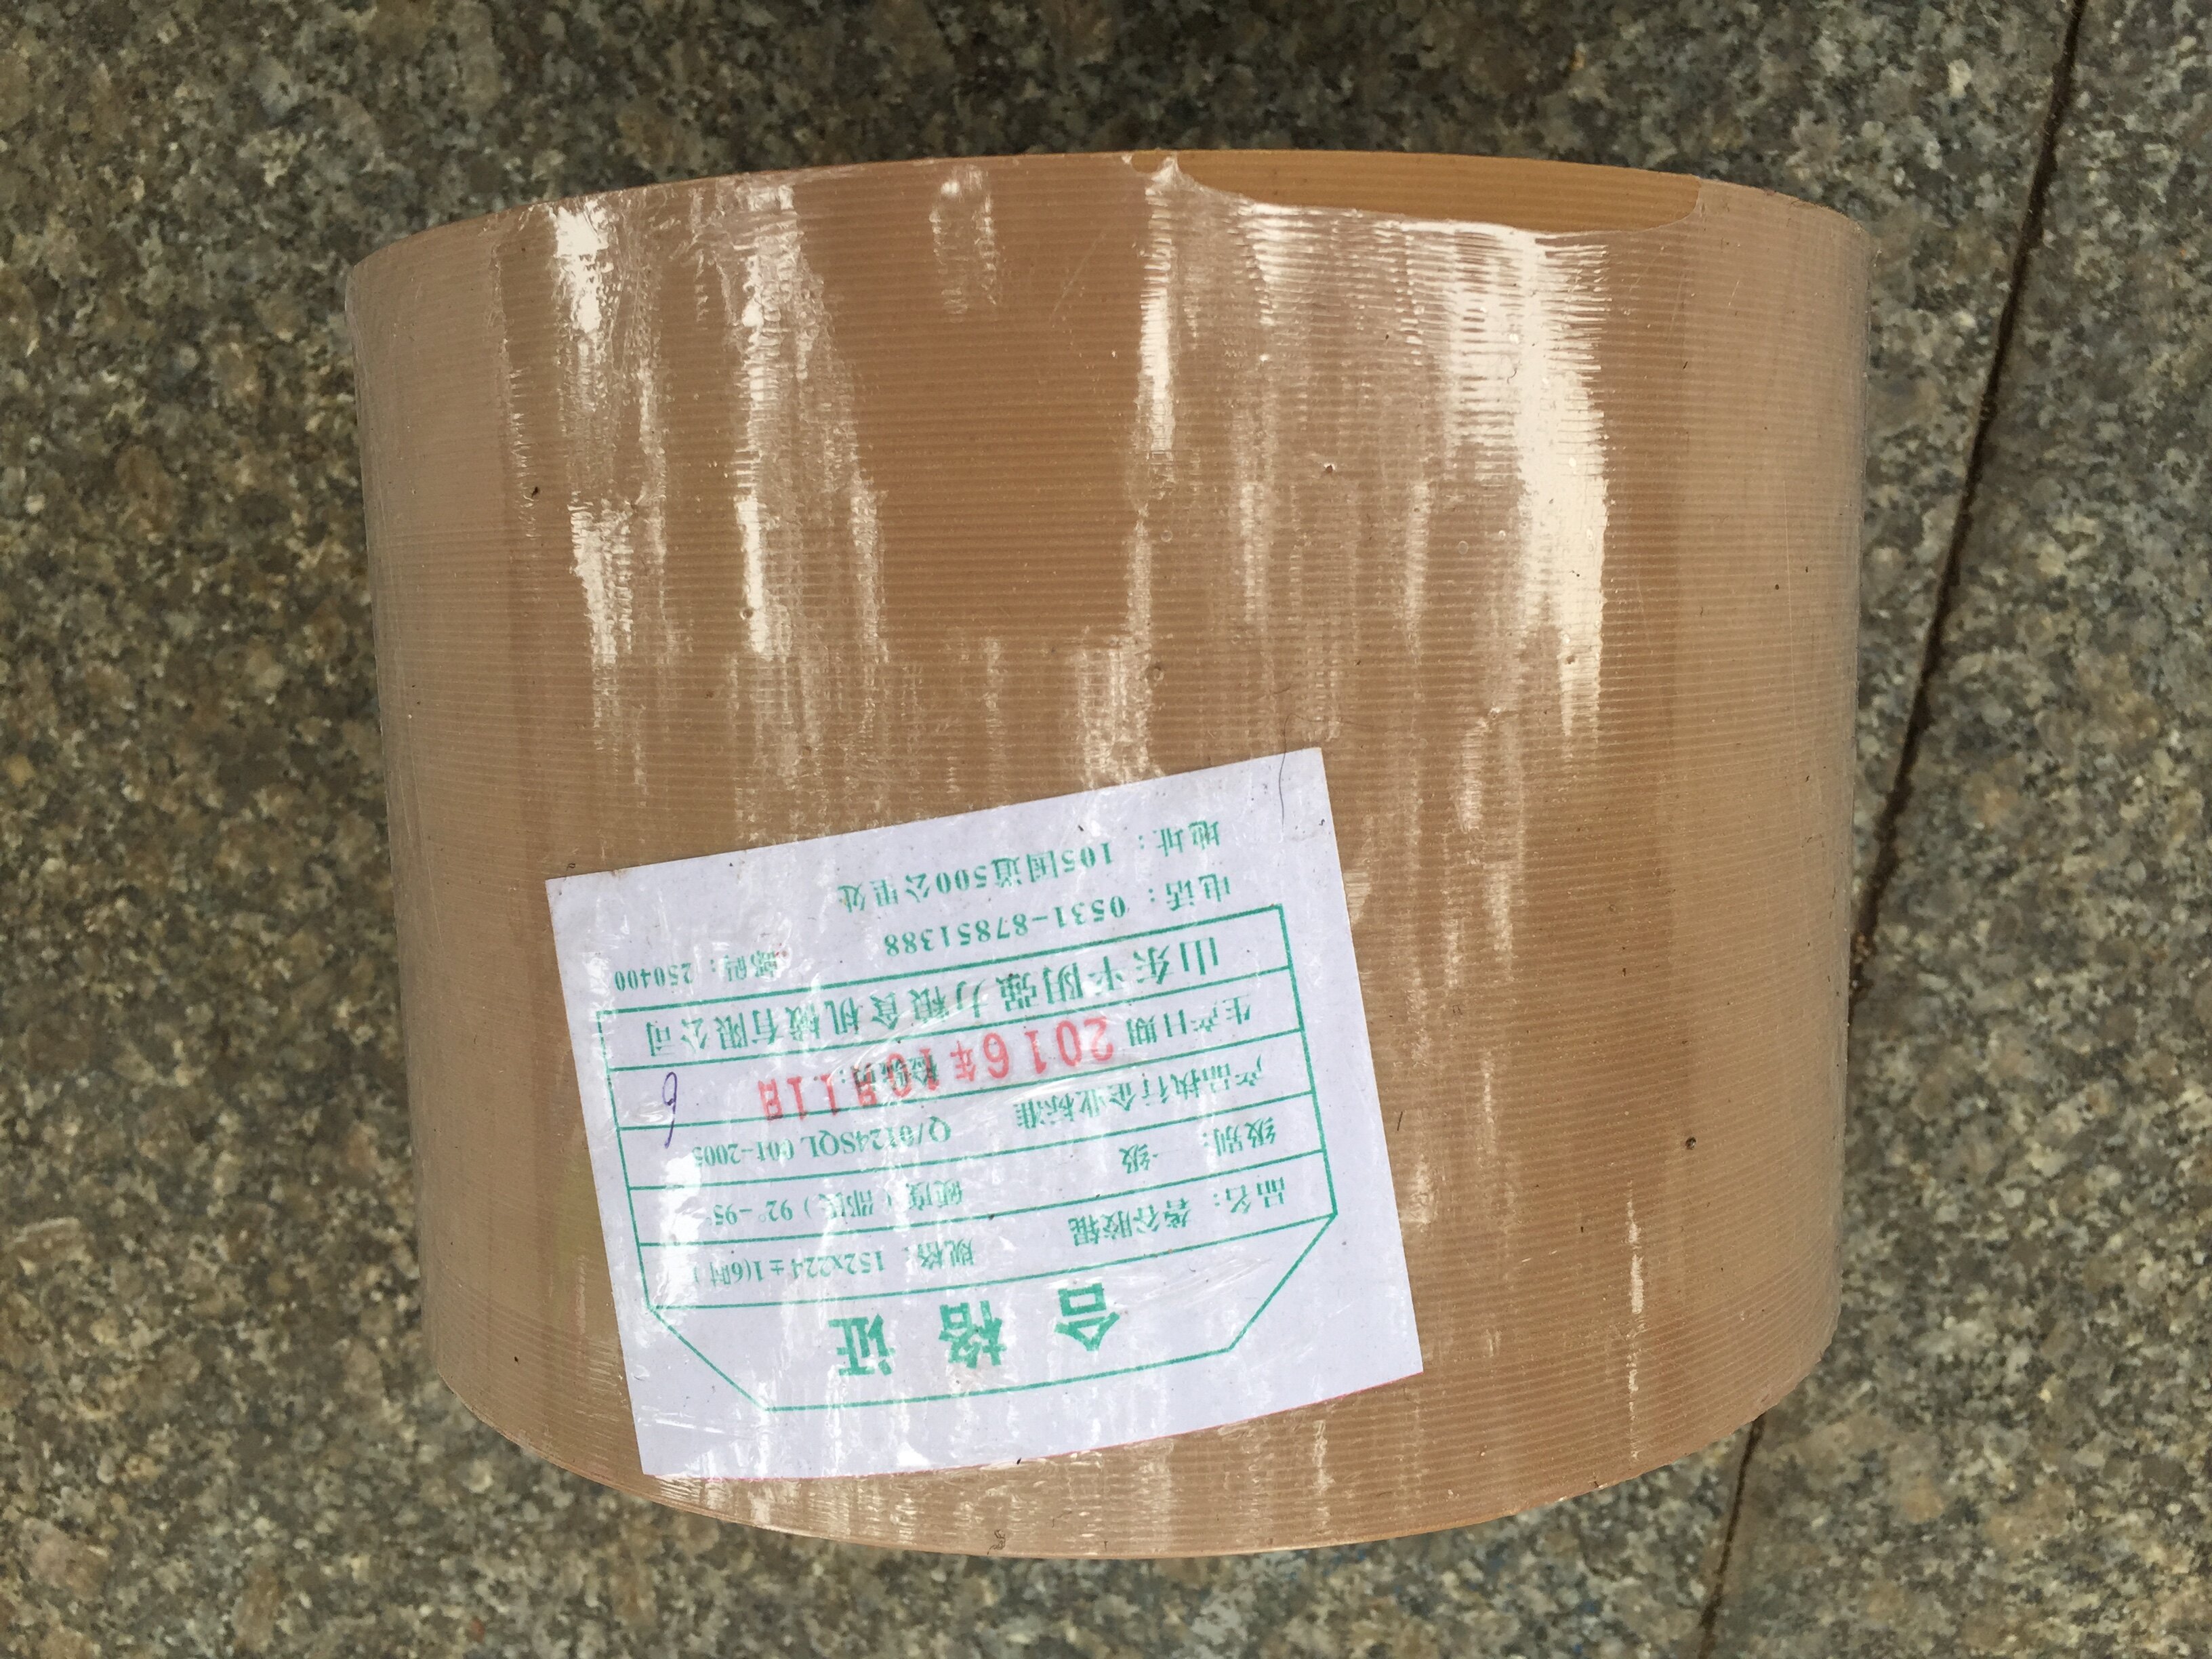 合格证
品名：砻谷胶辊 规格：152x224±1(6吋)
级别： 一级 硬度（邵氏）92°-95°
产品执行企业标准 Q/0124SQL 001-2005
生产日期 2016年10月11日 检验员: 6
山东平阴强力粮食机械有限公司
电话：0531-87851388 邮码：250400
地址：105国道500公里处